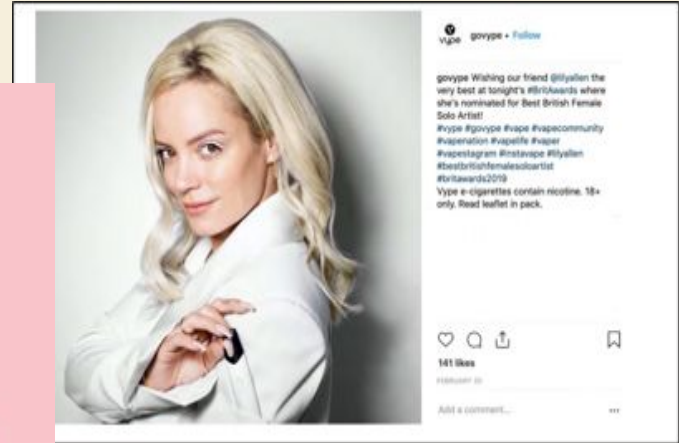 vype
govype • Follow
govype Wishing our friend @lilyallen the
very best at tonight's #BritAwards where
she's nominated for Best British Female
Solo Artist!
#vype #govype #vape #vapecommunity
#vapenation #vapelife #vaper
#vapestagram #instavape #lilyallen
#bestbritishfemalesoloartist
#britawards2019
Vype e-cigarettes contain nicotine. 18+
only. Read leaflet in pack.
141 likes
FEBRUARY 20
Add a comment...